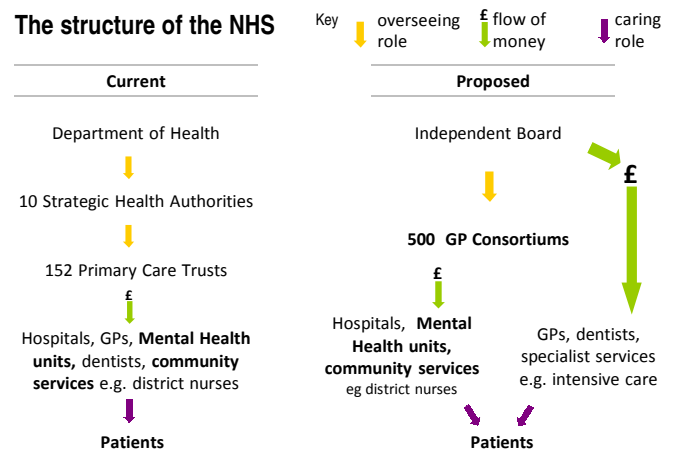 The structure of the NHS
Key
overseeing
role
£ flow of
money
caring
role
Current
Department of Health
10 Strategic Health Authorities
152 Primary Care Trusts
£
Hospitals, GPs, Mental Health
units, dentists, community
services e.g. district nurses
Patients
Proposed
Independent Board
£
500 GP Consortiums
£
Hospitals, Mental
Health units,
community services
eg district nurses
GPs, dentists,
specialist services
e.g. intensive care
Patients